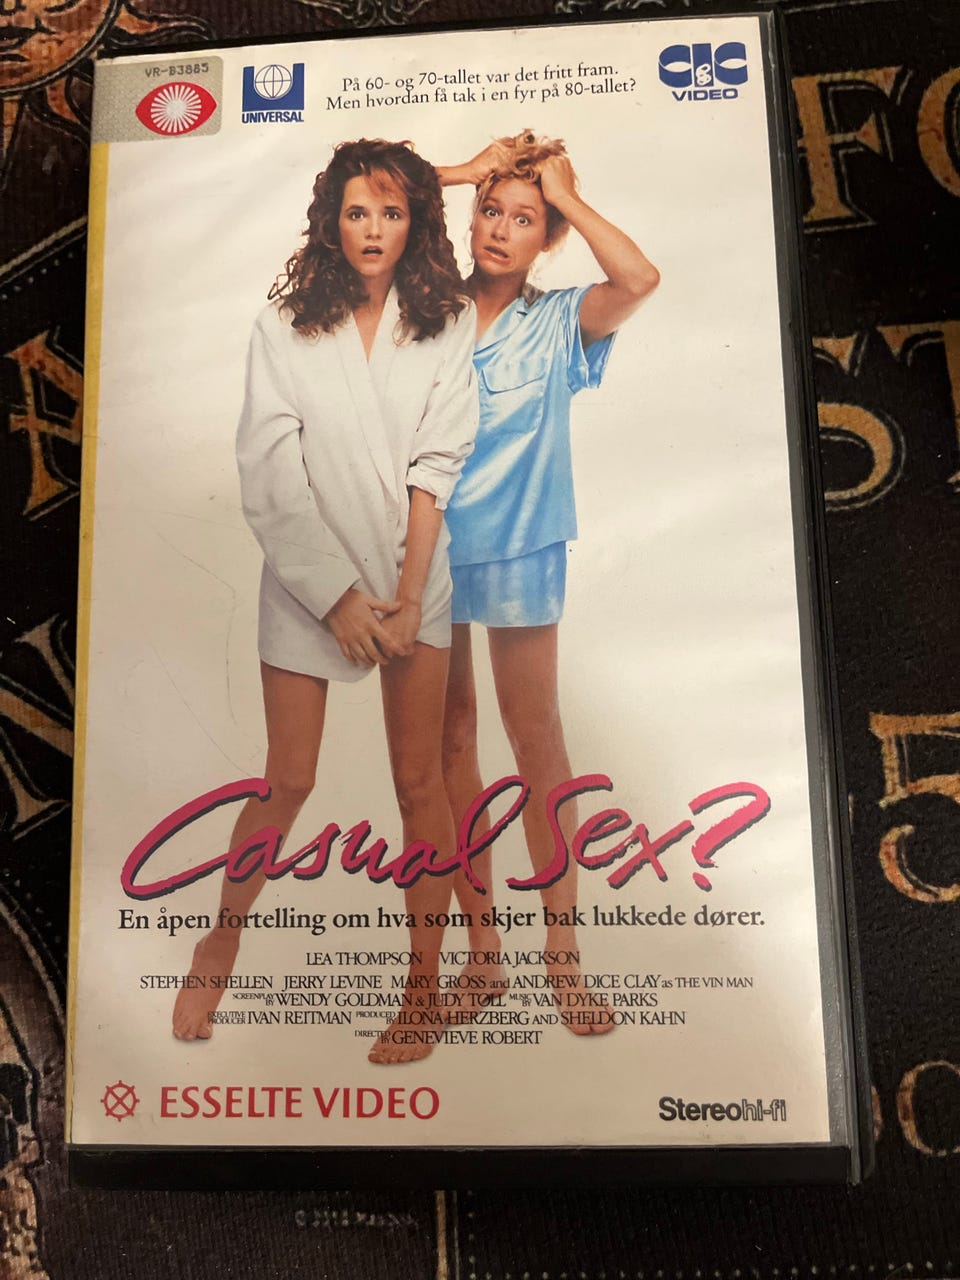 VR-B3885
UNIVERSAL
På 60- og 70-tallet var det fritt fram.
Men hvordan få tak i en fyr på 80-tallet?
CIC
VIDEO
Casual Sex?
En åpen fortelling om hva som skjer bak lukkede dører.
LEA THOMPSON VICTORIA JACKSON
STEPHEN SHELLEN JERRY LEVINE MARY GROSS and ANDREW DICE CLAY as THE VIN MAN
SCREENPLAY BY WENDY GOLDMAN & JUDY TOLL MUSIC BY VAN DYKE PARKS
EXECUTIVE PRODUCER IVAN REITMAN PRODUCED BY ILONA HERZBERG AND SHELDON KAHN
DIRECTED BY GENEVIEVE ROBERT
ESSELTE VIDEO
Stereo hi-fi